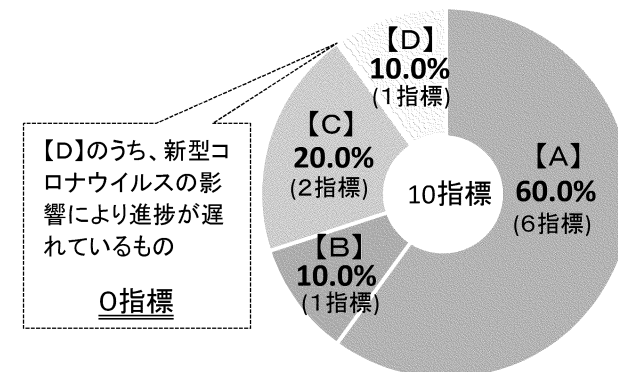 【D】
10.0%
(1指標)
【C】
20.0%
(2指標)
【A】
60.0%
(6指標)
10指標
【B】
10.0%
(1指標)
【D】のうち、新型コ
ロナウイルスの影
響により進捗が遅
れているもの
0指標